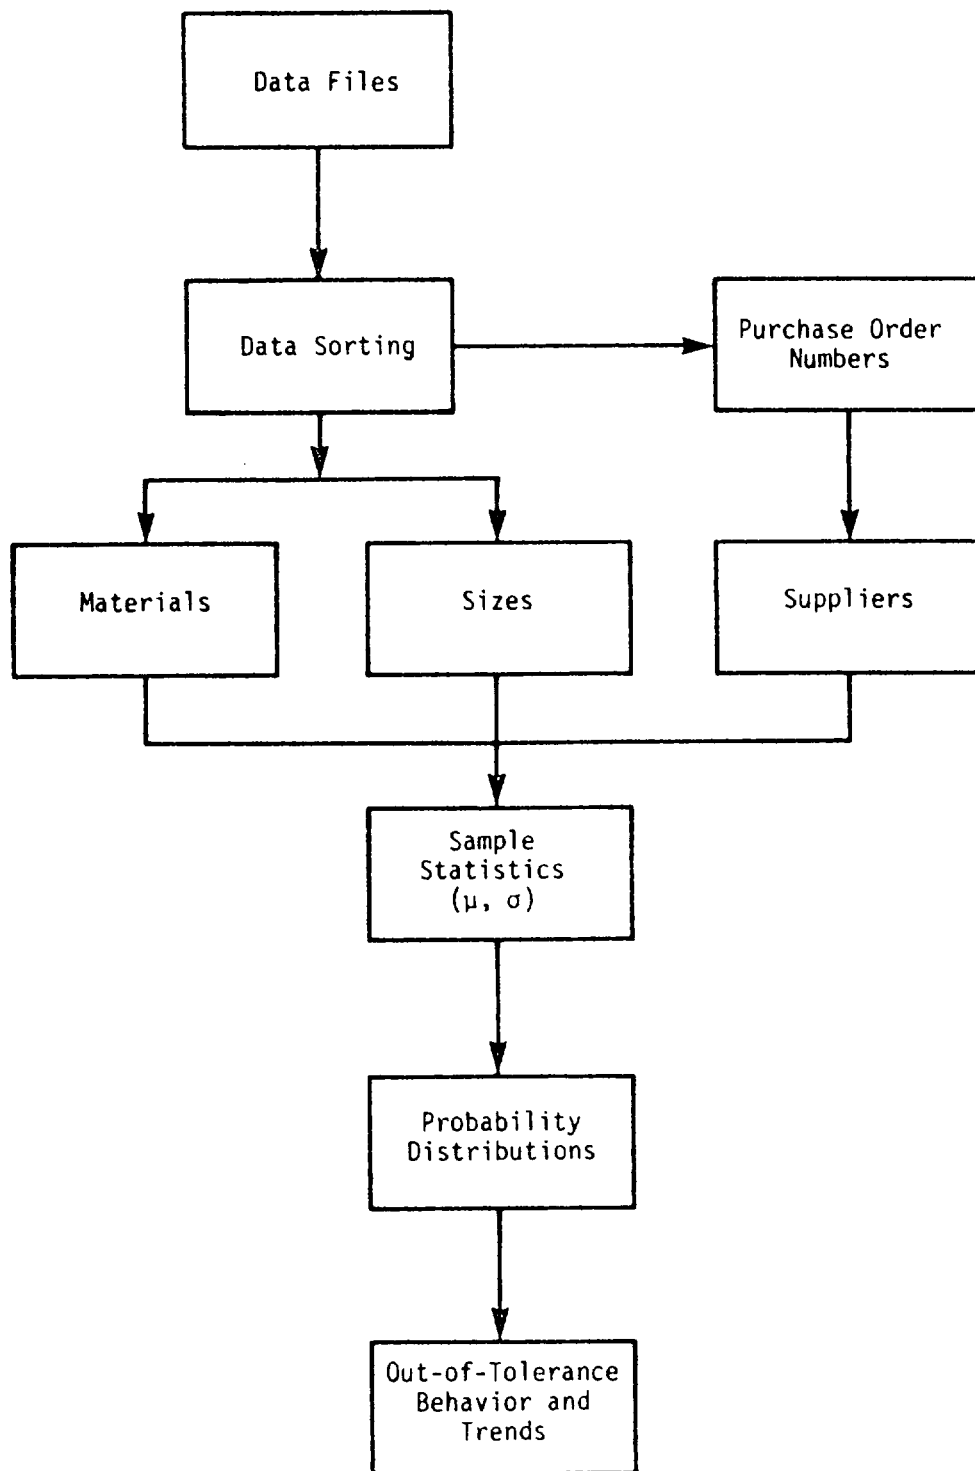 Data Files
Data Sorting
Purchase Order
Numbers
Materials
Sizes
Suppliers
Sample
Statistics
(μ, σ)
Probability
Distributions
Out-of-Tolerance
Behavior and
Trends